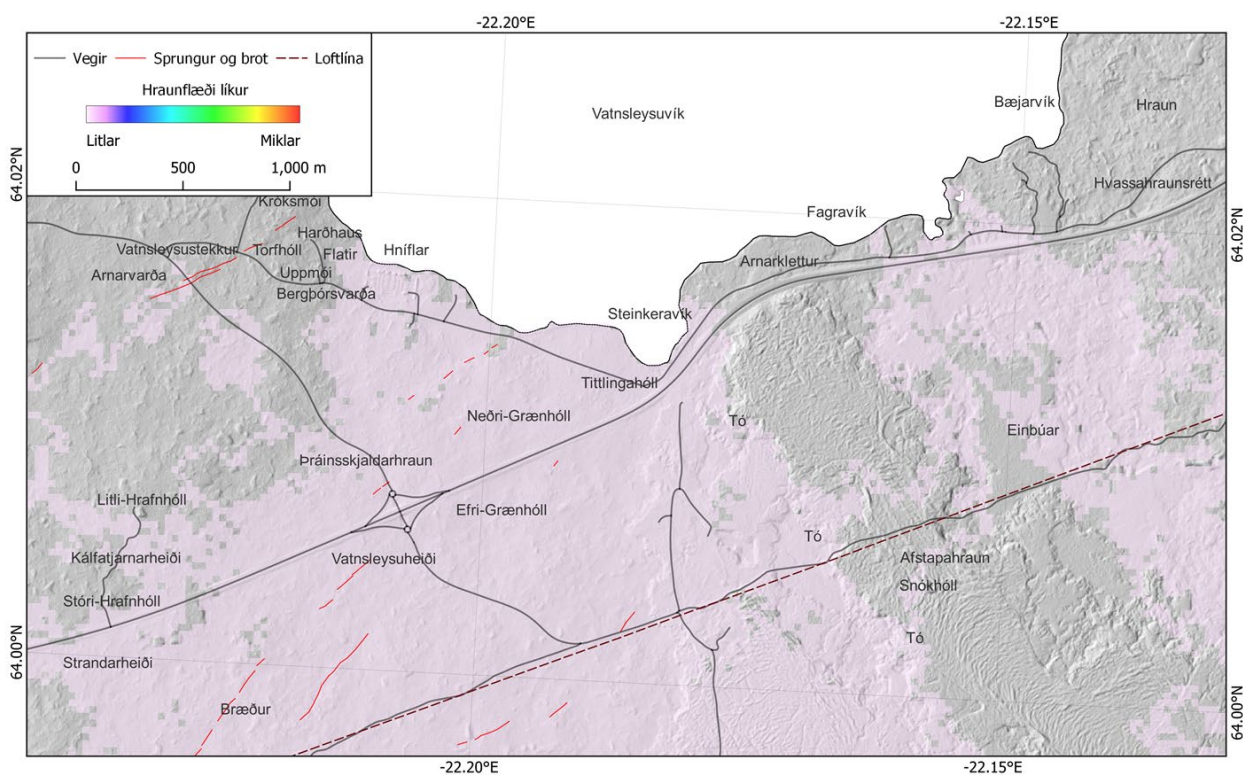 -22.20°E
-22.15°E
Vegir
Sprungur og brot
Loftlína
Hraunflæði líkur
Litlar
Miklar
0
500
1,000 m
64.02°N
64.00°N
64.02°N
64.00°N
Vatnsleysuvík
Bæjarvík
Hraun
Hvassahraunsrétt
Fagravík
Króksmói
Harðhaus
Vatnsleysustekkur
Torfhóll
Flatir
Hníflar
Arnarklettur
Arnarvarða
Uppmói
Bergþórsvarða
Steinkeravík
Tittlingahóll
Neðri-Grænhóll
Tó
Einbúar
Þráinsskjaldarhraun
Litli-Hrafnhóll
Efri-Grænhóll
Tó
Kálfatjarnarheiði
Vatnsleysuheiði
Afstapahraun
Snókhóll
Stóri-Hrafnhóll
Tó
Strandarheiði
Bræður
-22.20°E
-22.15°E